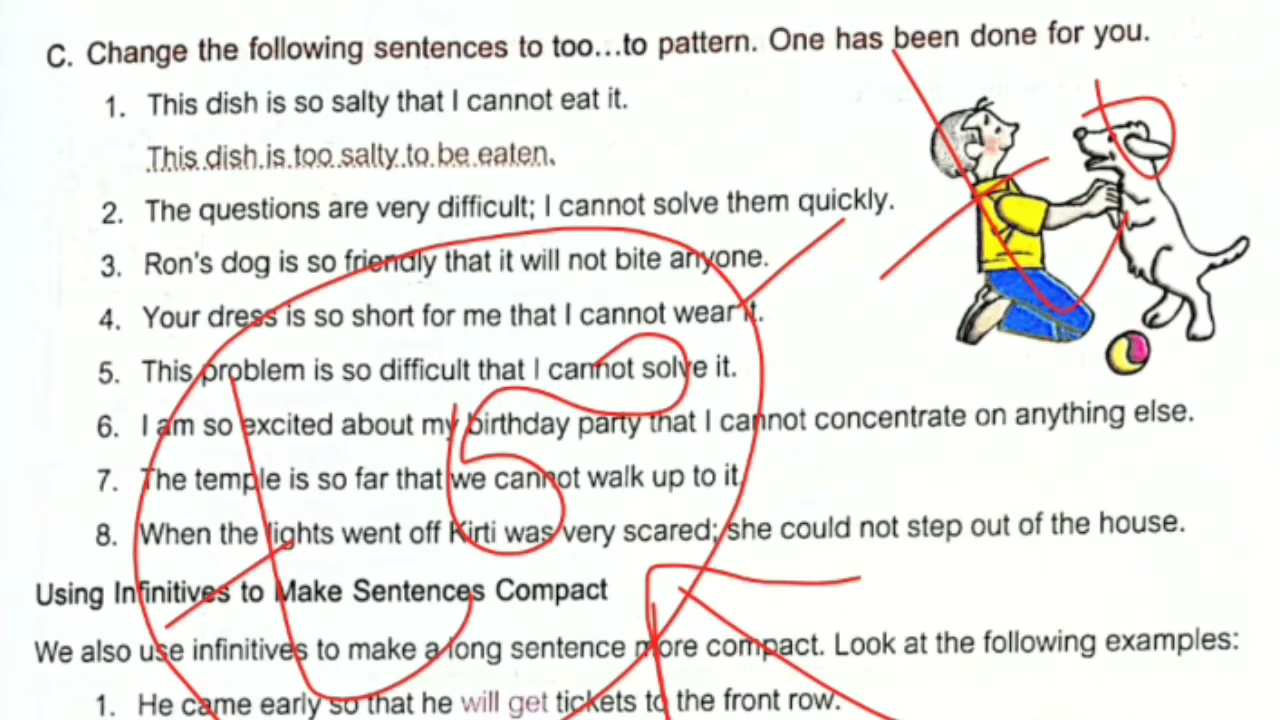 C. Change the following sentences to too...to pattern. One has been done for you.
1. This dish is so salty that I cannot eat it.
This dish is too salty to be eaten.
2. The questions are very difficult; I cannot solve them quickly.
3. Ron's dog is so friendly that it will not bite anyone.
4. Your dress is so short for me that I cannot wear it.
5. This problem is so difficult that I cannot solve it.
6. I am so excited about my birthday party that I cannot concentrate on anything else.
7. The temple is so far that we cannot walk up to it.
8. When the lights went off Kirti was very scared; she could not step out of the house.
Using Infinitives to Make Sentences Compact
We also use infinitives to make a long sentence more compact. Look at the following examples:
1. He came early so that he will get tickets to the front row.